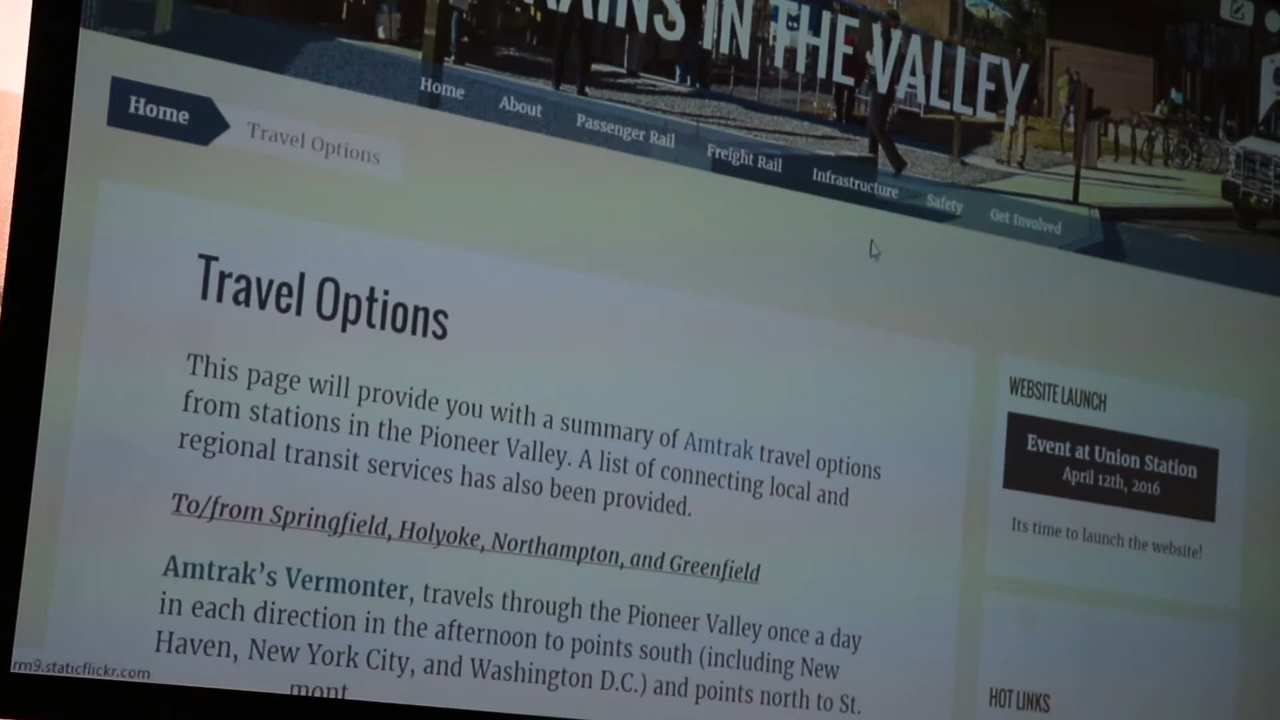 IN THE VALLEY
Home About Passenger Rail Freight Rail Infrastructure Safety Get Involved
Home Travel Options
Travel Options
This page will provide you with a summary of Amtrak travel options
from stations in the Pioneer Valley. A list of connecting local and
regional transit services has also been provided.
To/from Springfield, Holyoke, Northampton, and Greenfield
Amtrak's Vermonter, travels through the Pioneer Valley once a day
in each direction in the afternoon to points south (including New
Haven, New York City, and Washington D.C.) and points north to St.
WEBSITE LAUNCH
Event at Union Station
April 12th, 2016
Its time to launch the website!
HOT LINKS
rm9.staticflickr.com